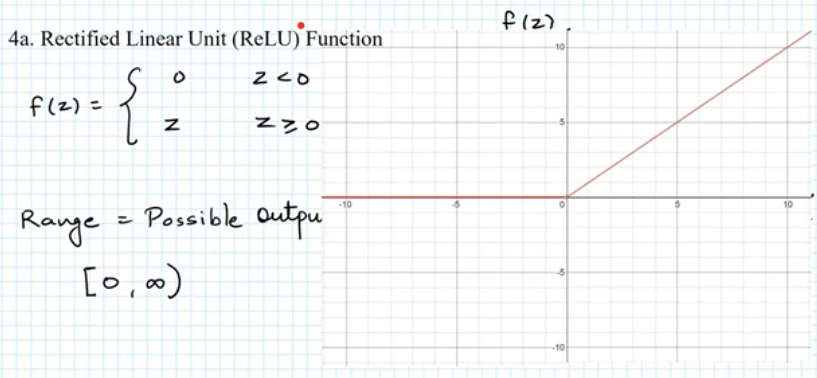 f(z)
4a. Rectified Linear Unit (ReLU) Function
f(z) = { 0 z < 0
z z ≥ 0
Range = Possible Outpu
[0, ∞)
10
5
-10 -5 0 5 10
-5
-10